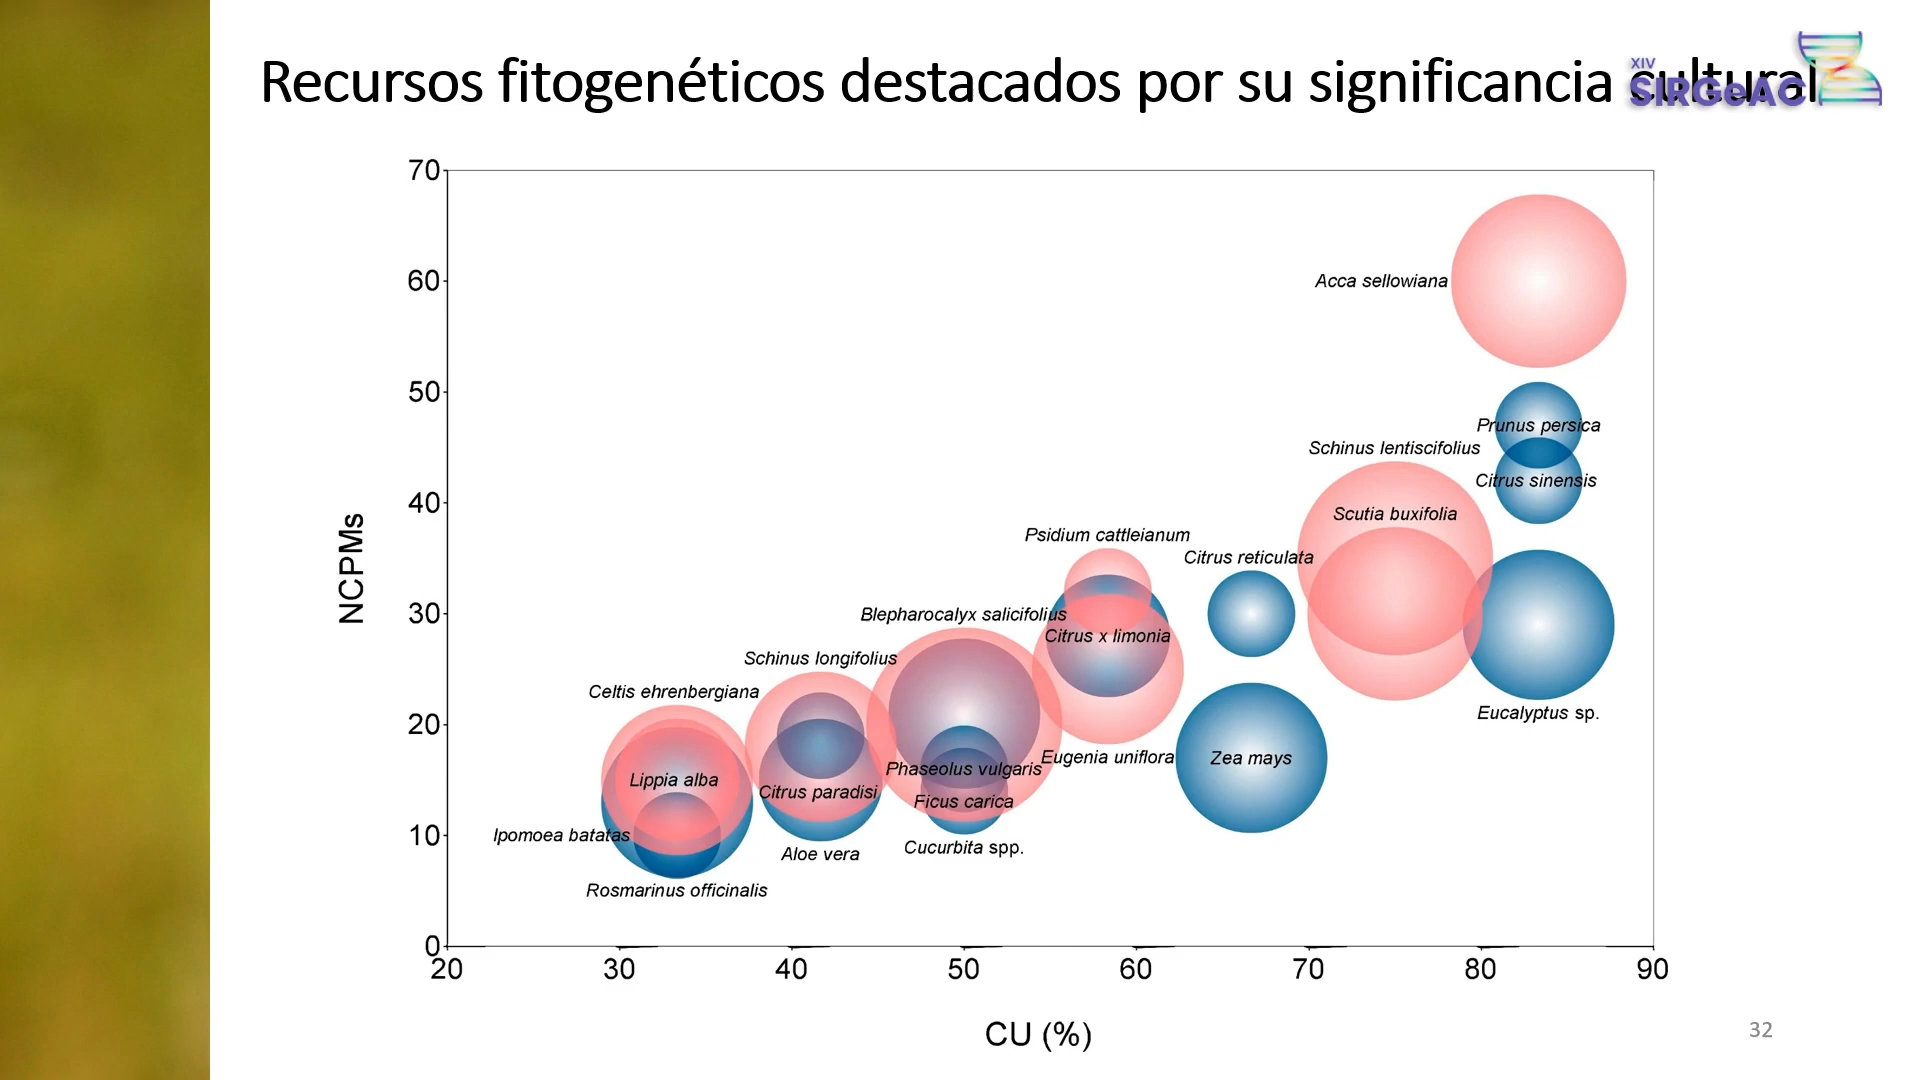 Recursos fitogenéticos destacados por su significancia cultural
XIV
SIRGeAC
70
60
50
40
30
20
10
0
NCPMs
Acca sellowiana
Prunus persica
Schinus lentiscifolius
Citrus sinensis
Scutia buxifolia
Psidium cattleianum
Citrus reticulata
Blepharocalyx salicifolius
Citrus x limonia
Schinus longifolius
Celtis ehrenbergiana
Eucalyptus sp.
Eugenia uniflora
Zea mays
Phaseolus vulgaris
Lippia alba
Citrus paradisi
Ficus carica
Ipomoea batatas
Cucurbita spp.
Aloe vera
Rosmarinus officinalis
20 30 40 50 60 70 80 90
CU (%)
32